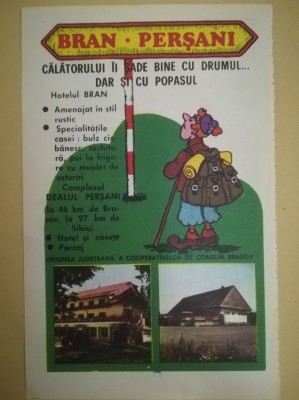 BRAN • PERŞANI
CĂLĂTORULUI ÎI ŞADE BINE CU DRUMUL...
DAR ŞI CU POPASUL
Hotelul BRAN
● Amenajat în stil
rustic
● Specialităţile
casei : bulz cio-
bănesc, tochitu-
ră, pui la frigа-
re cu mujdei de
usturoi
Complexul
DEALUL PERŞANI
(la 46 km de Bra-
şov, la 97 km de
Sibiu)
● Hotel şi căsuţe
● Parcaj
UNIUNEA JUDEŢEANĂ A COOPERATIVELOR DE CONSUM BRAŞOV